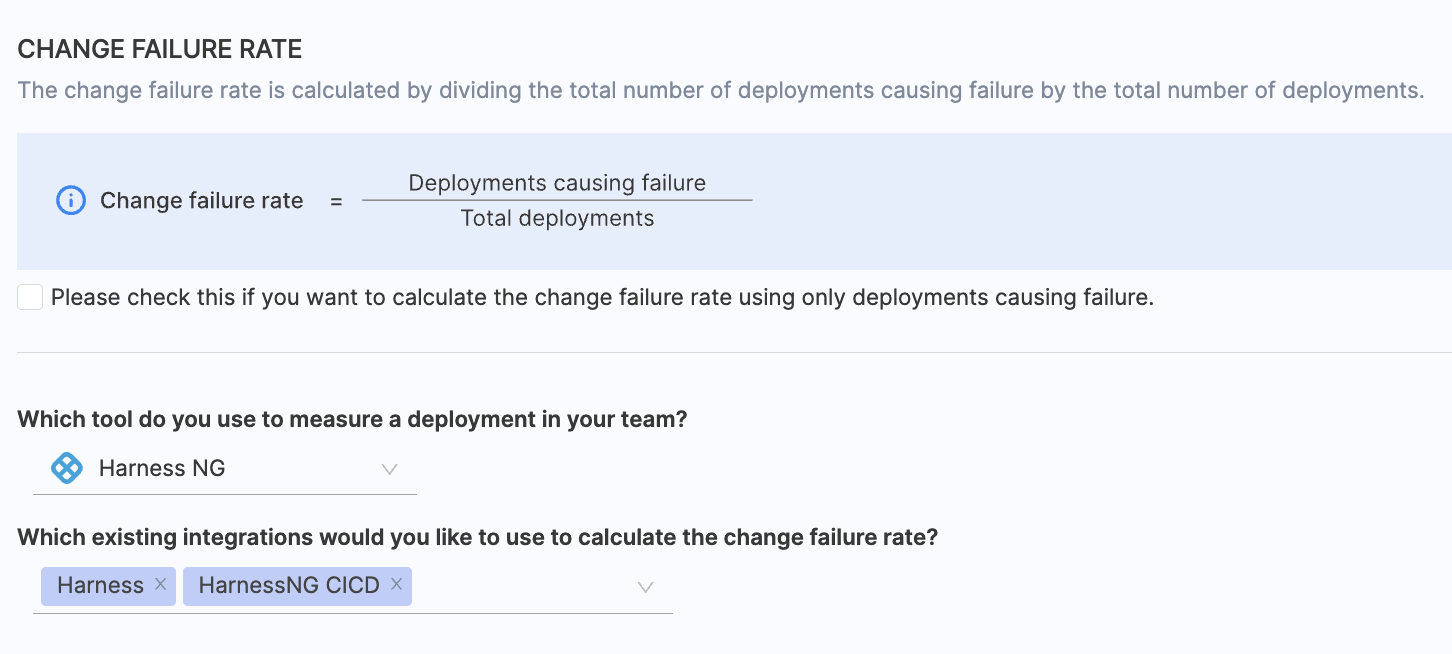 CHANGE FAILURE RATE
The change failure rate is calculated by dividing the total number of deployments causing failure by the total number of deployments.
Change failure rate = Deployments causing failure
Total deployments
Please check this if you want to calculate the change failure rate using only deployments causing failure.
Which tool do you use to measure a deployment in your team?
Harness NG
Which existing integrations would you like to use to calculate the change failure rate?
Harness × HarnessNG CICD ×